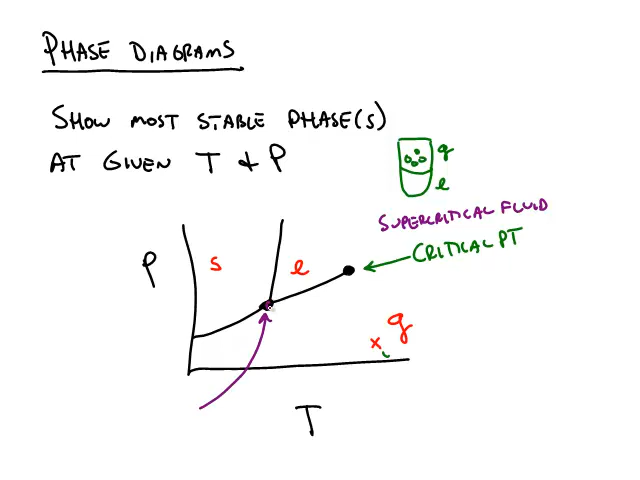 PHASE DIAGRAMS
SHOW MOST STABLE PHASE(S)
AT GIVEN T & P
g
l
SUPERCRITICAL FLUID
CRITICAL PT
P
s
l
g
x
T